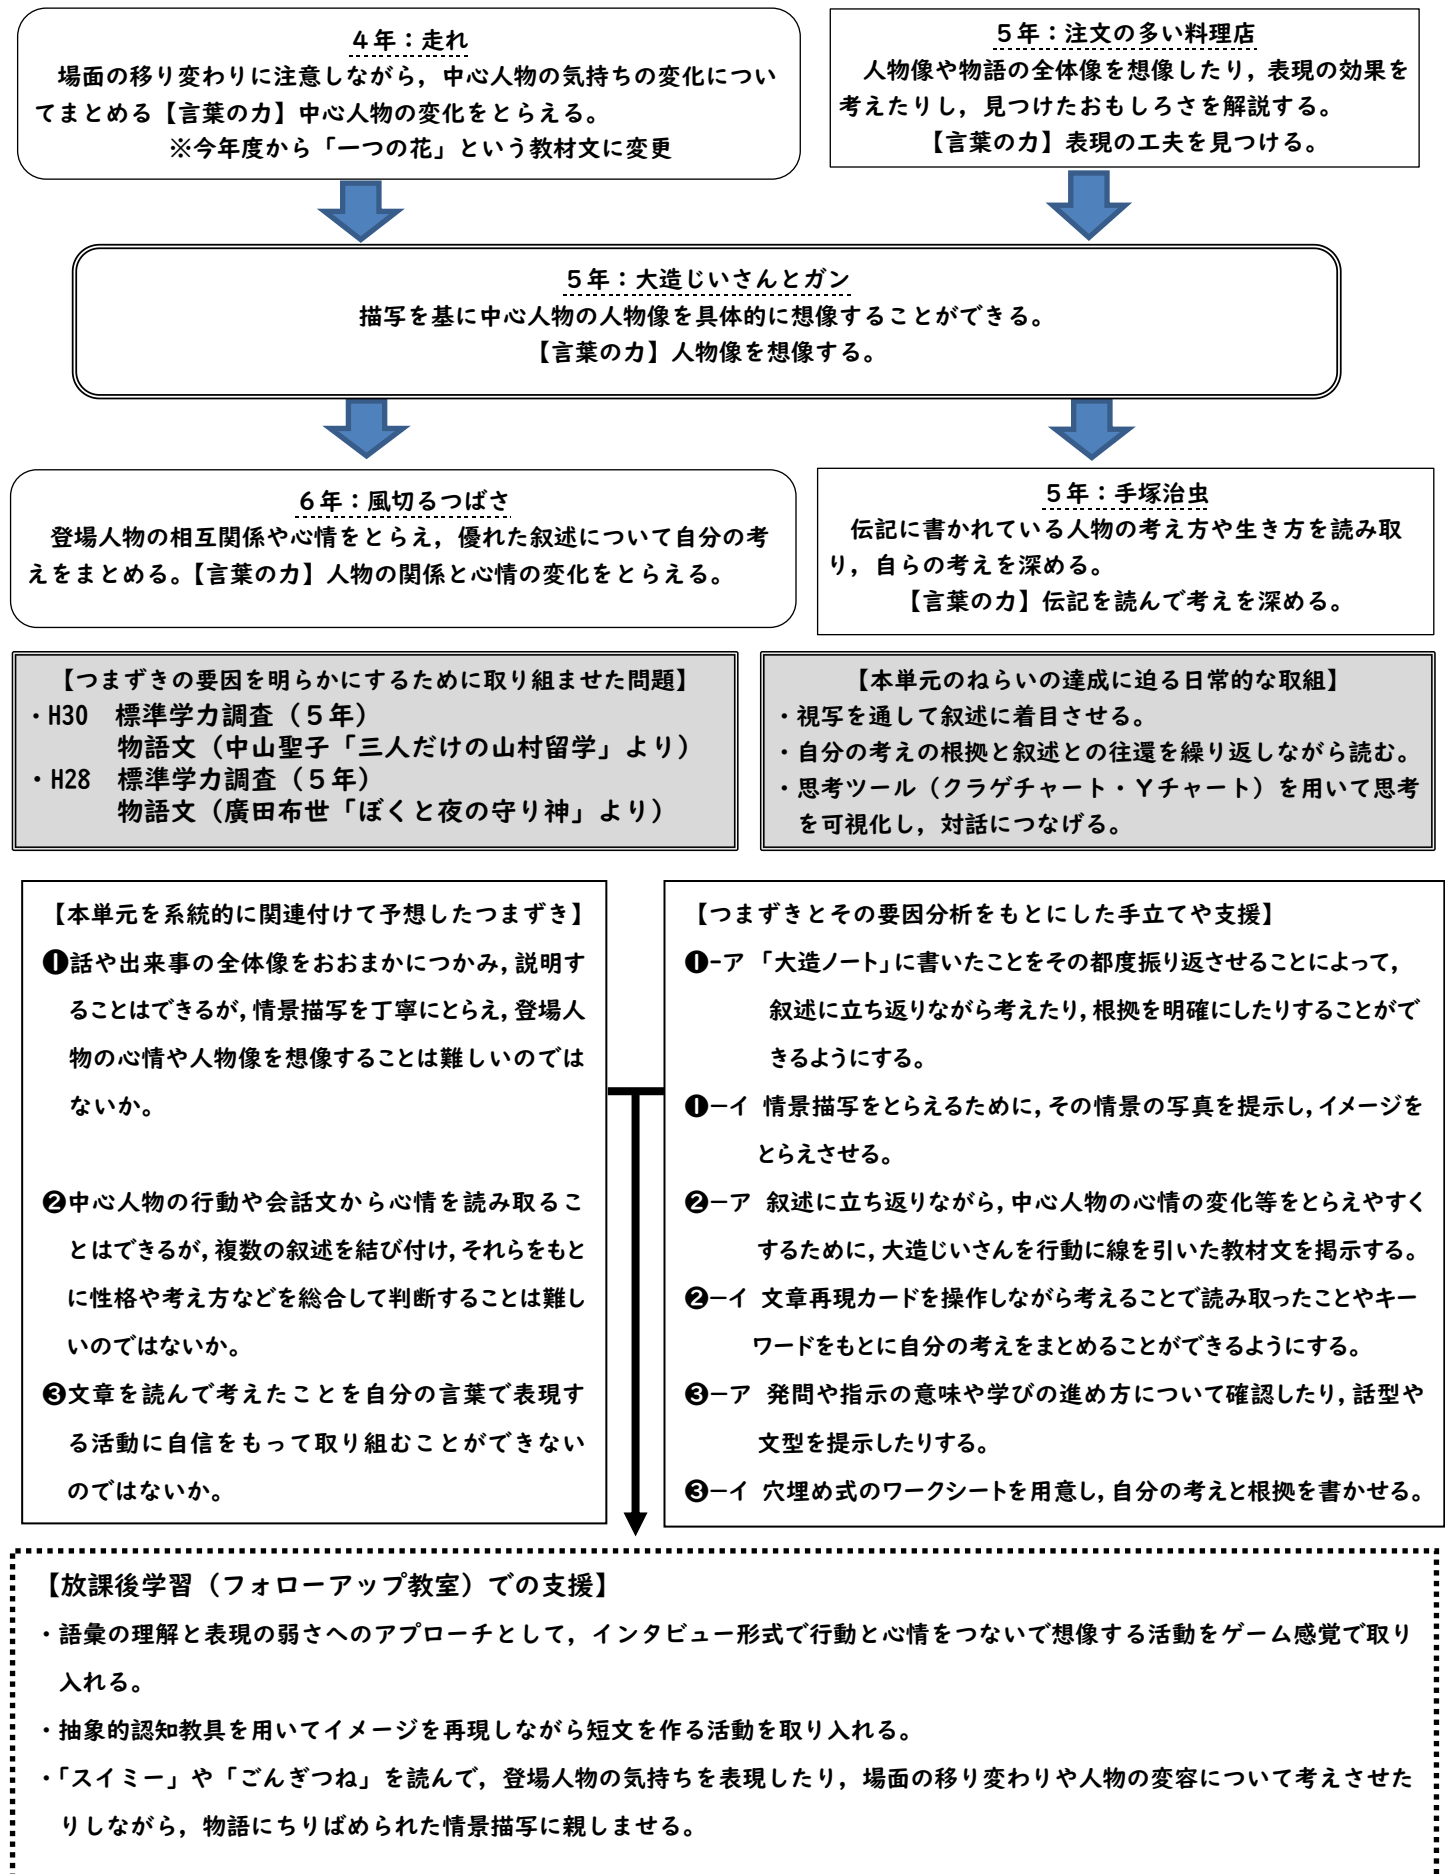 ４年：走れ
場面の移り変わりに注意しながら，中心人物の気持ちの変化につい
てまとめる【言葉の力】中心人物の変化をとらえる。
※今年度から「一つの花」という教材文に変更
５年：注文の多い料理店
人物像や物語の全体像を想像したり，表現の効果を
考えたりし，見つけたおもしろさを解説する。
【言葉の力】表現の工夫を見つける。
５年：大造じいさんとガン
描写を基に中心人物の人物像を具体的に想像することができる。
【言葉の力】人物像を想像する。
６年：風切るつばさ
登場人物の相互関係や心情をとらえ，優れた叙述について自分の考
えをまとめる。【言葉の力】人物の関係と心情の変化をとらえる。
５年：手塚治虫
伝記に書かれている人物の考え方や生き方を読み取
り，自らの考えを深める。
【言葉の力】伝記を読んで考えを深める。
【つまずきの要因を明らかにするために取り組ませた問題】
・H30　標準学力調査（５年）
物語文（中山聖子「三人だけの山村留学」より）
・H28　標準学力調査（５年）
物語文（廣田布世「ぼくと夜の守り神」より）
【本単元のねらいの達成に迫る日常的な取組】
・視写を通して叙述に着目させる。
・自分の考えの根拠と叙述との往還を繰り返しながら読む。
・思考ツール（クラゲチャート・Ｙチャート）を用いて思考
を可視化し，対話につなげる。
【本単元を系統的に関連付けて予想したつまずき】
❶話や出来事の全体像をおおまかにつかみ，説明す
ることはできるが，情景描写を丁寧にとらえ，登場人
物の心情や人物像を想像することは難しいのでは
ないか。
❷中心人物の行動や会話文から心情を読み取るこ
とはできるが，複数の叙述を結び付け，それらをもと
に性格や考え方などを総合して判断することは難し
いのではないか。
❸文章を読んで考えたことを自分の言葉で表現す
る活動に自信をもって取り組むことができない
のではないか。
【つまずきとその要因分析をもとにした手立てや支援】
❶-ア 「大造ノート」に書いたことをその都度振り返させることによって，
叙述に立ち返りながら考えたり，根拠を明確にしたりすることがで
きるようにする。
❶ーイ 情景描写をとらえるために，その情景の写真を提示し，イメージを
とらえさせる。
❷ーア 叙述に立ち返りながら，中心人物の心情の変化等をとらえやすく
するために，大造じいさんを行動に線を引いた教材文を掲示する。
❷ーイ 文章再現カードを操作しながら考えることで読み取ったことやキー
ワードをもとに自分の考えをまとめることができるようにする。
❸ーア 発問や指示の意味や学びの進め方について確認したり，話型や
文型を提示したりする。
❸ーイ 穴埋め式のワークシートを用意し，自分の考えと根拠を書かせる。
【放課後学習（フォローアップ教室）での支援】
・語彙の理解と表現の弱さへのアプローチとして，インタビュー形式で行動と心情をつないで想像する活動をゲーム感覚で取り
入れる。
・抽象的認知教具を用いてイメージを再現しながら短文を作る活動を取り入れる。
・「スイミー」や「ごんぎつね」を読んで，登場人物の気持ちを表現したり，場面の移り変わりや人物の変容について考えさせた
りしながら，物語にちりばめられた情景描写に親しませる。